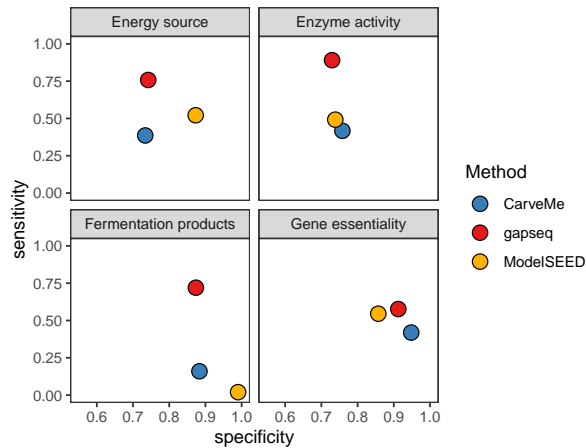 Energy source
Enzyme activity
1.00
0.75
0.50
0.25
0.00
Fermentation products
Gene essentiality
1.00
0.75
0.50
0.25
0.00
sensitivity
0.6 0.7 0.8 0.9 1.0
0.6 0.7 0.8 0.9 1.0
specificity
Method
CarveMe
gapseq
ModelSEED